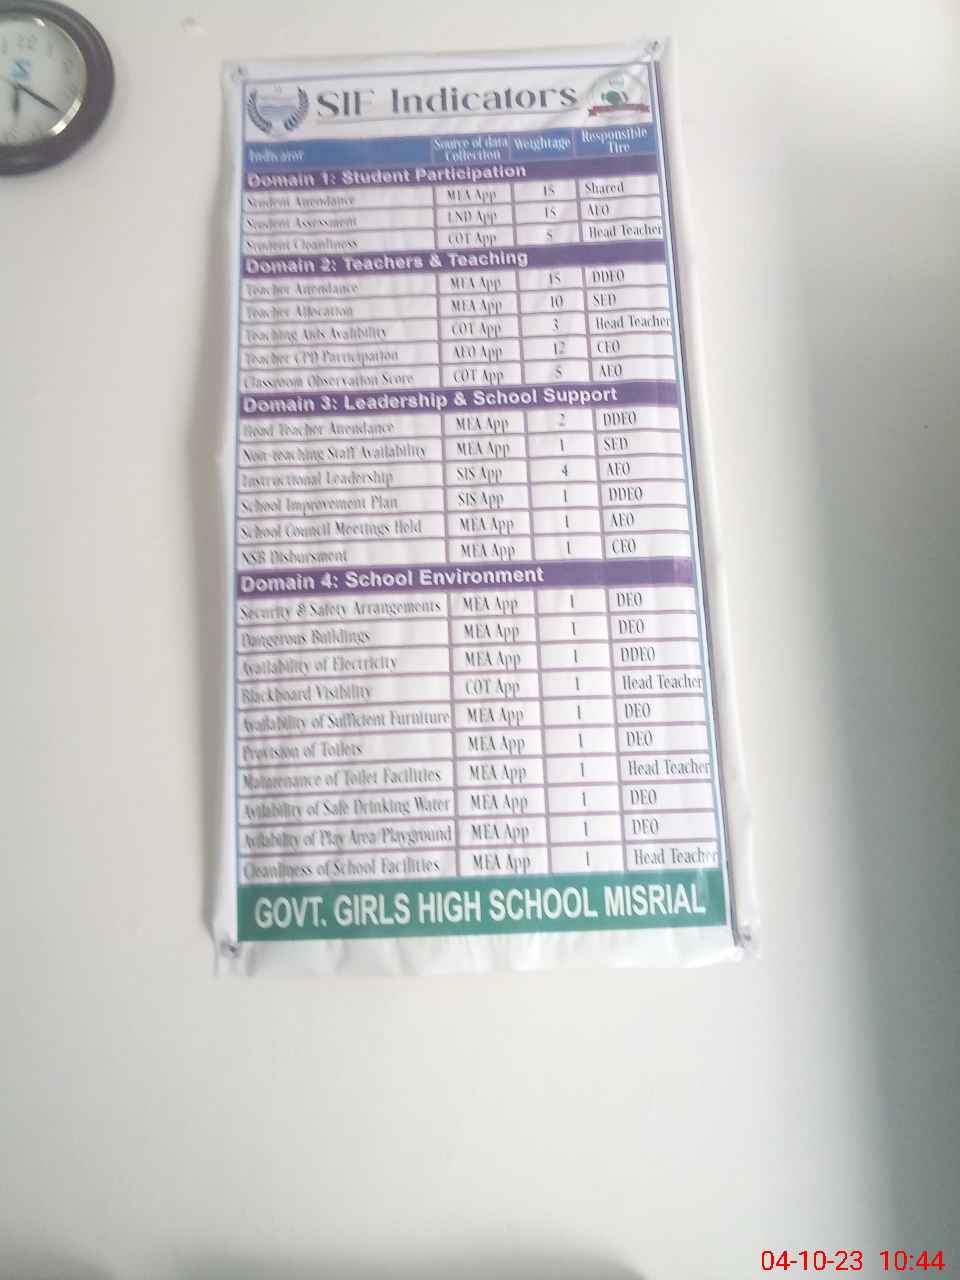 SIF Indicators
Indicator Source of data Collection Weightage Responsible Tire
Domain 1: Student Participation
Student Attendance MEA App 15 Shared
Student Assessment LND App 15 AEO
Student Cleanliness COT App 5 Head Teacher
Domain 2: Teachers & Teaching
Teacher Attendance MEA App 15 DDEO
Teacher Allocation MEA App 10 SED
Teaching Aids Avalibility COT App 3 Head Teacher
Teacher CPD Participation AEO App 12 CEO
Classroom Observation Score COT App 5 AEO
Domain 3: Leadership & School Support
Head Teacher Attendance MEA App 2 DDEO
Non-teaching Staff Availability MEA App 1 SED
Instructional Leadership SIS App 4 AEO
School Improvement Plan SIS App 1 DDEO
School Council Meetings Held MEA App 1 AEO
NSB Disbursment MEA App 1 CEO
Domain 4: School Environment
Security & Safety Arrangements MEA App 1 DEO
Dangerous Buildings MEA App 1 DEO
Availability of Electricity MEA App 1 DDEO
Blackboard Visibility COT App 1 Head Teacher
Availability of Sufficient Furniture MEA App 1 DEO
Provision of Toilets MEA App 1 DEO
Maintenance of Toilet Facilities MEA App 1 Head Teacher
Avilability of Safe Drinking Water MEA App 1 DEO
Avilability of Play Area/Playground MEA App 1 DEO
Cleanliness of School Facilities MEA App 1 Head Teacher
GOVT. GIRLS HIGH SCHOOL MISRIAL
04-10-23 10:44